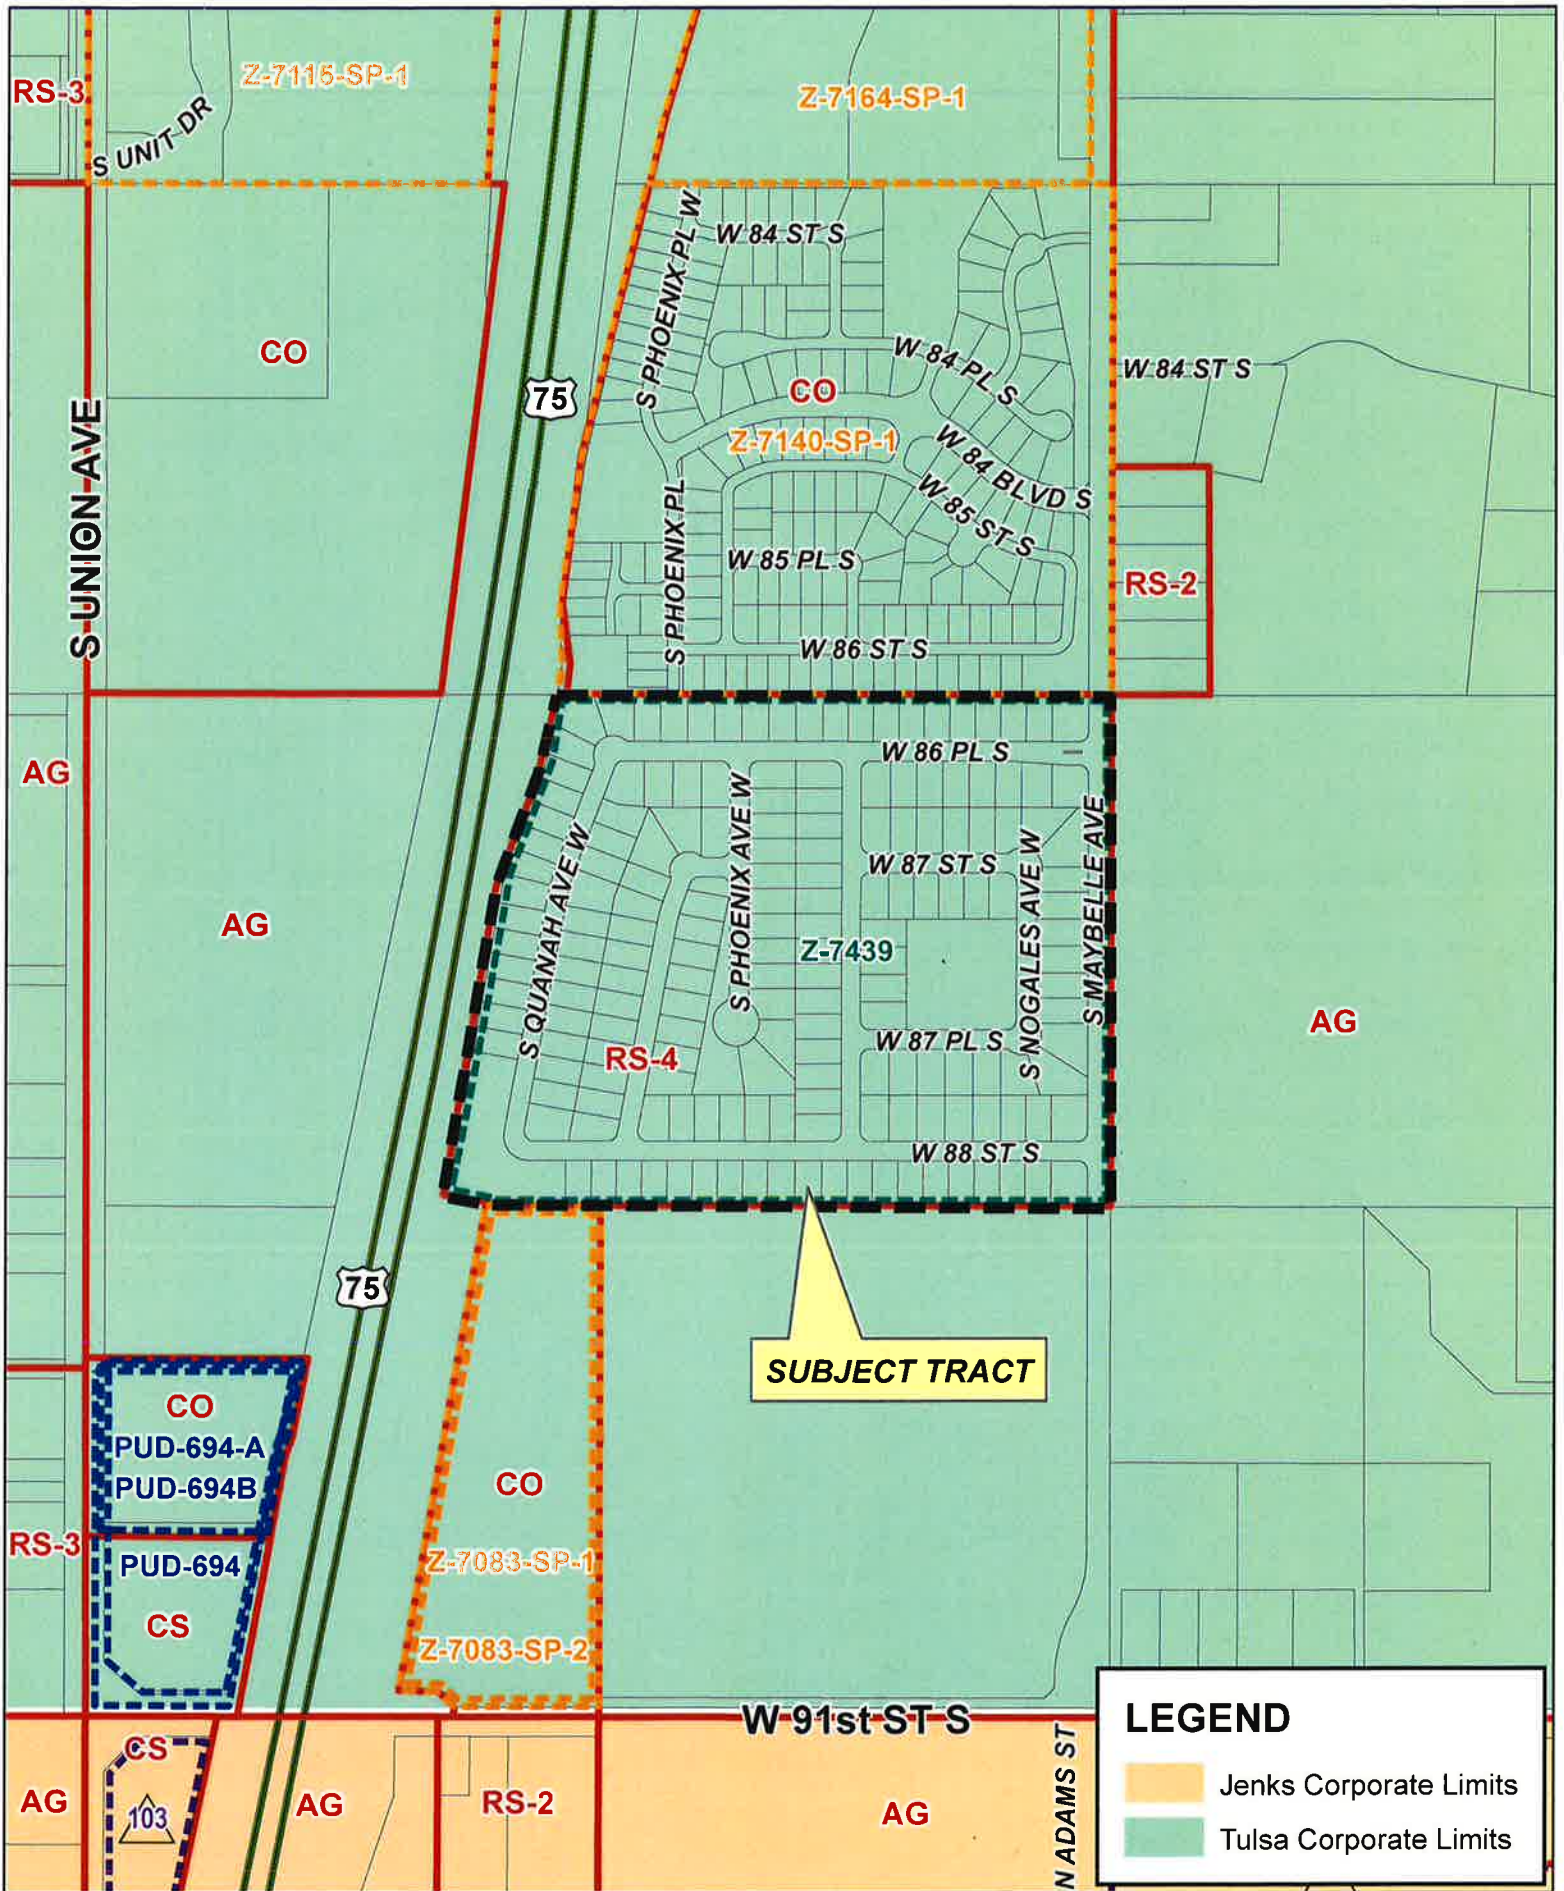 RS-3
Z-7115-SP-1
Z-7164-SP-1
S UNIT DR
S PHOENIX PL W
W 84 ST S
CO
75
W 84 PL S
W 84 ST S
CO
Z-7140-SP-1
W 84 BLVD S
S UNION AVE
W 85 ST S
S PHOENIX PL
W 85 PL S
RS-2
W 86 ST S
AG
W 86 PL S
S PHOENIX AVE W
S QUANAH AVE W
W 87 ST S
S NOGALES AVE W
S MAYBELLE AVE
AG
Z-7439
AG
W 87 PL S
RS-4
W 88 ST S
75
SUBJECT TRACT
CO
PUD-694-A
PUD-694B
CO
RS-3
PUD-694
Z-7083-SP-1
CS
Z-7083-SP-2
W 91st ST S
CS
AG
103
AG
RS-2
AG
N ADAMS ST
LEGEND
Jenks Corporate Limits
Tulsa Corporate Limits